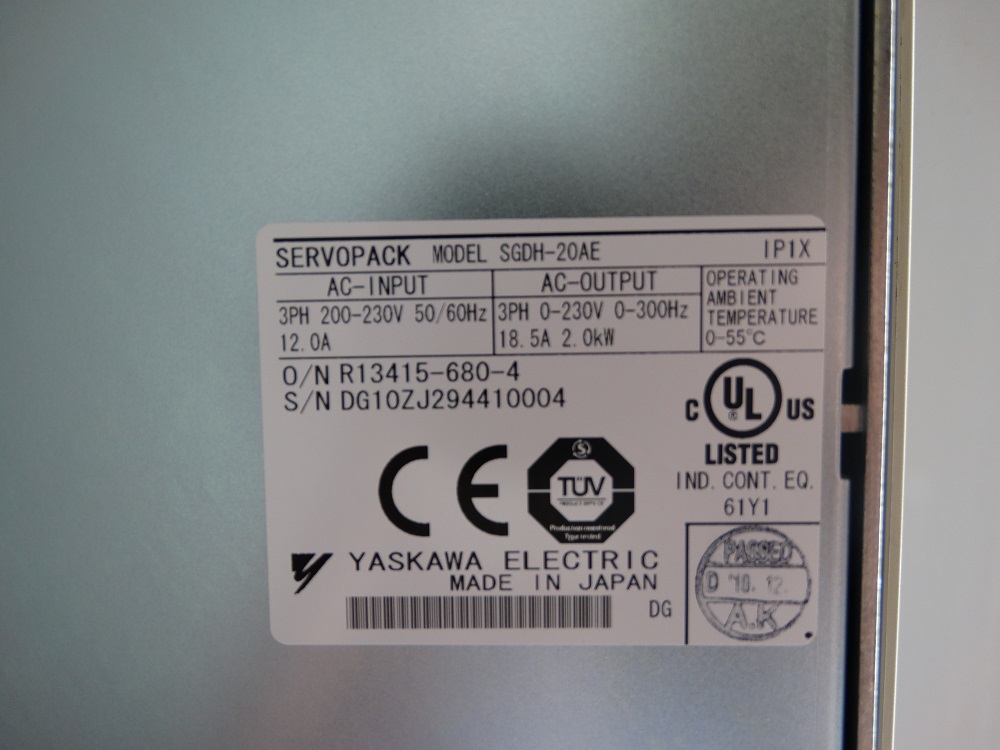 SERVOPACK MODEL SGDH-20AE IP1X
AC-INPUT
3PH 200-230V 50/60Hz
12.0A
AC-OUTPUT
3PH 0-230V 0-300Hz
18.5A 2.0kW
OPERATING
AMBIENT
TEMPERATURE
0-55°C
O/N R13415-680-4
S/N DG10ZJ294410004
C UL® US
LISTED
IND. CONT. EQ.
61Y1
CE
TÜV
YASKAWA ELECTRIC
MADE IN JAPAN
DG
PASSED
D '10. 12.
A.K